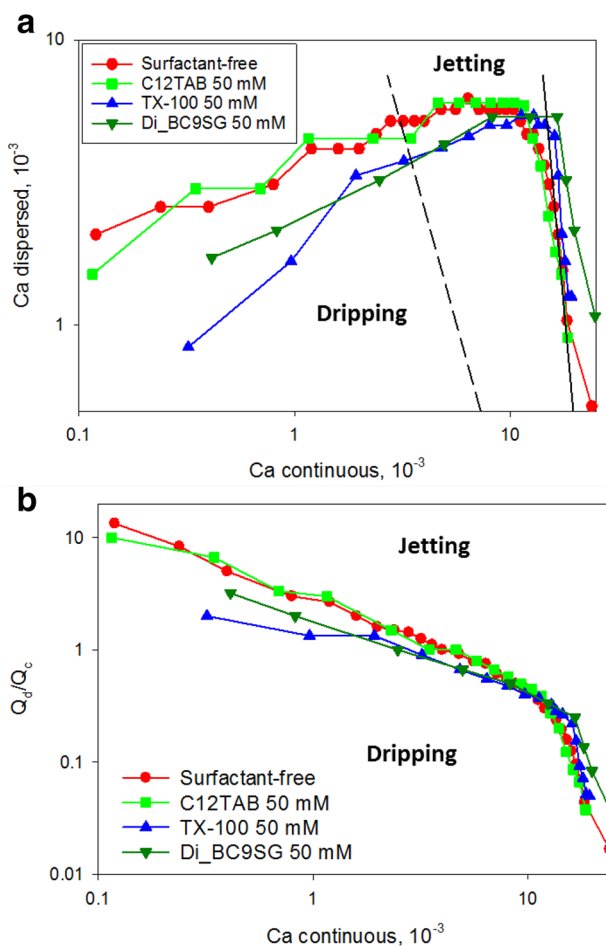 a
10
Surfactant-free
C12TAB 50 mM
TX-100 50 mM
Di_BC9SG 50 mM
Jetting
Ca dispersed, 10⁻³
1
Dripping
0.1
1
10
Ca continuous, 10⁻³
b
10
Jetting
1
Q_d/Q_c
Dripping
0.1
Surfactant-free
C12TAB 50 mM
TX-100 50 mM
Di_BC9SG 50 mM
0.01
0.1
1
10
Ca continuous, 10⁻³